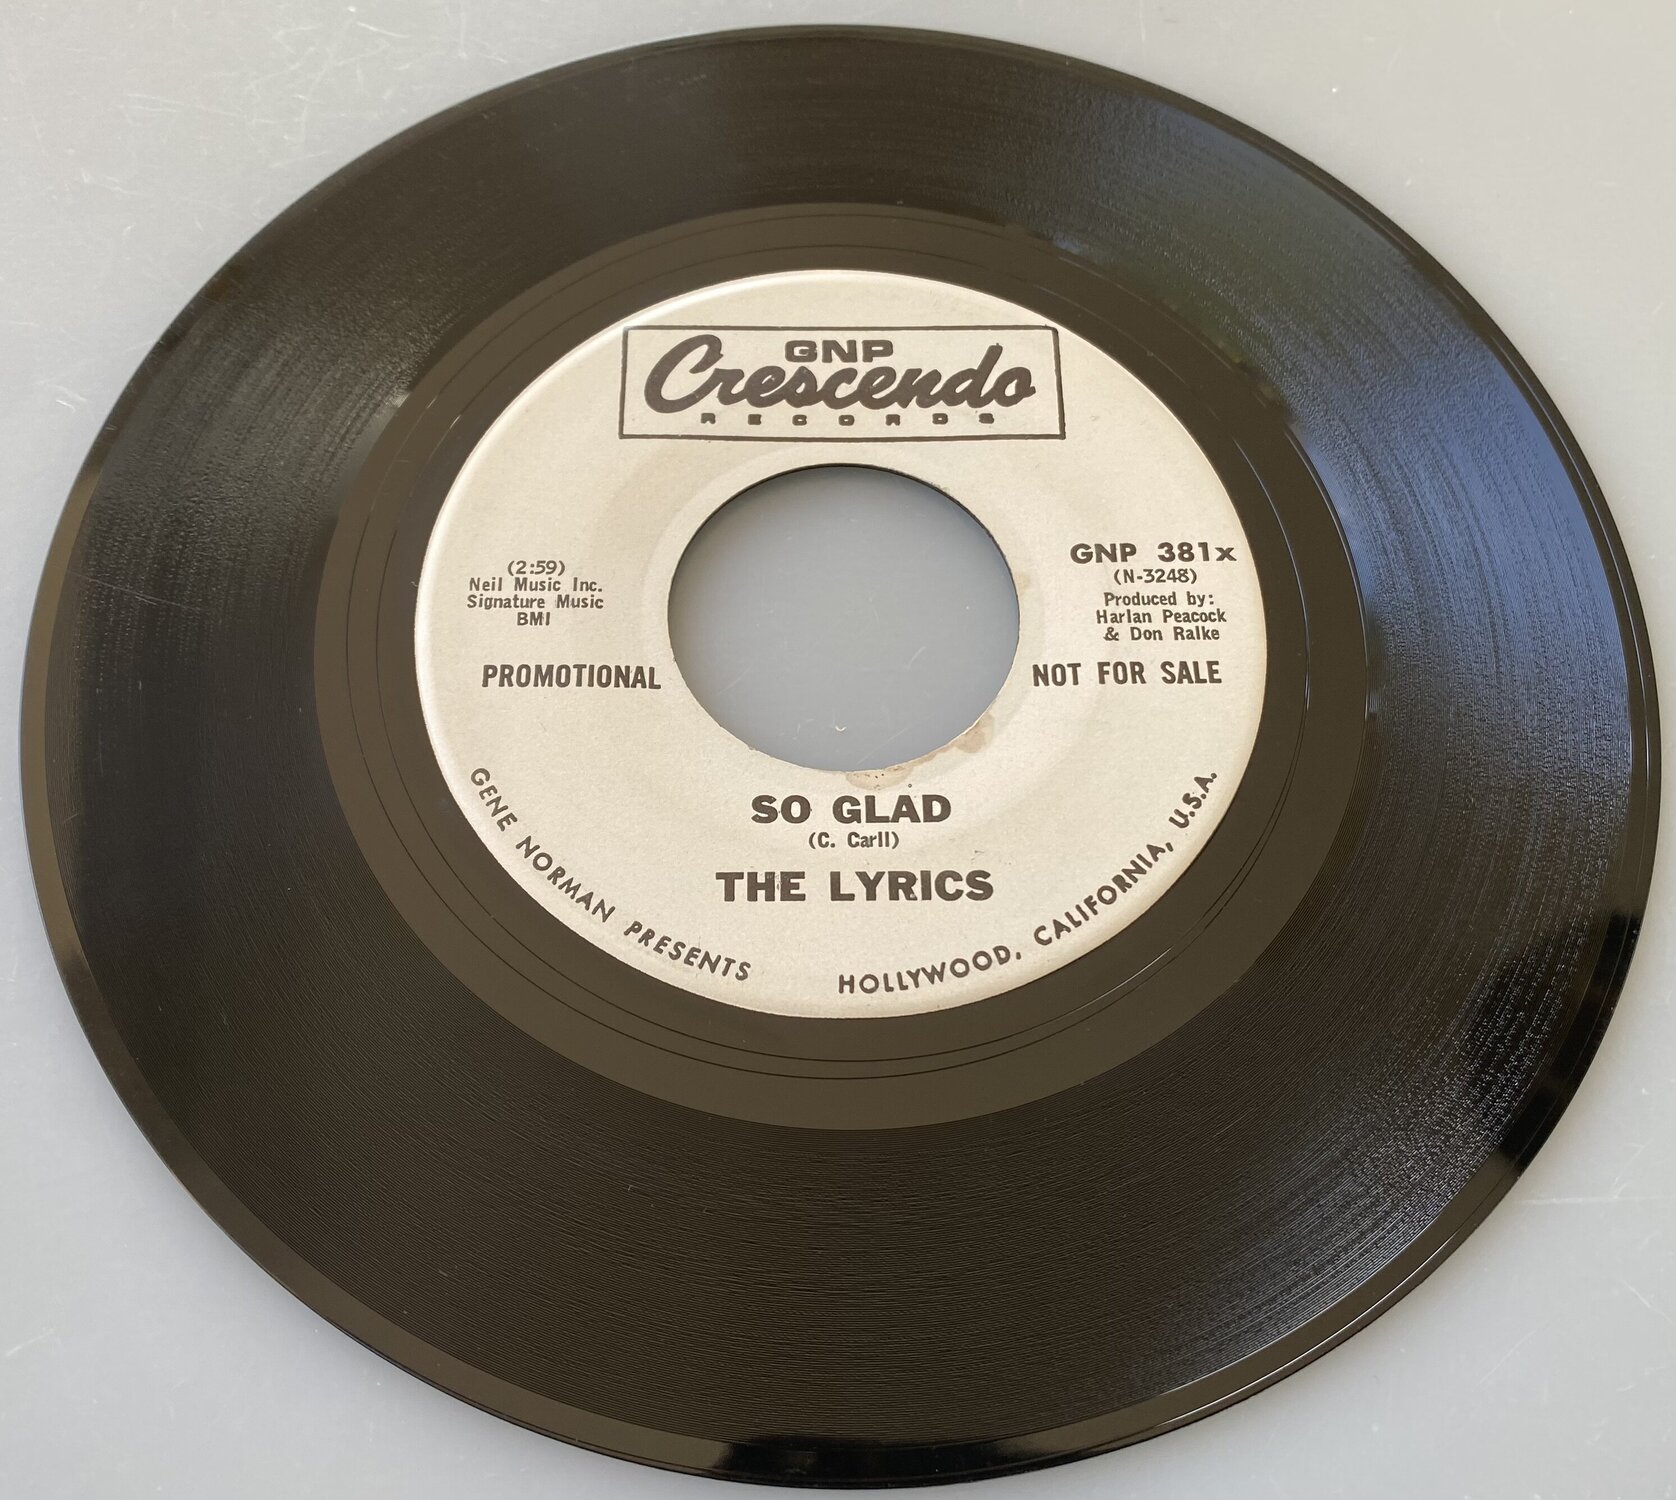 GNP
Crescendo
RECORDS
(2:59)
Neil Music Inc.
Signature Music
BMI
GNP 381x
(N-3248)
Produced by:
Harlan Peacock
& Don Ralke
PROMOTIONAL
NOT FOR SALE
SO GLAD
(C. Carll)
THE LYRICS
GENE NORMAN PRESENTS
HOLLYWOOD, CALIFORNIA, U.S.A.